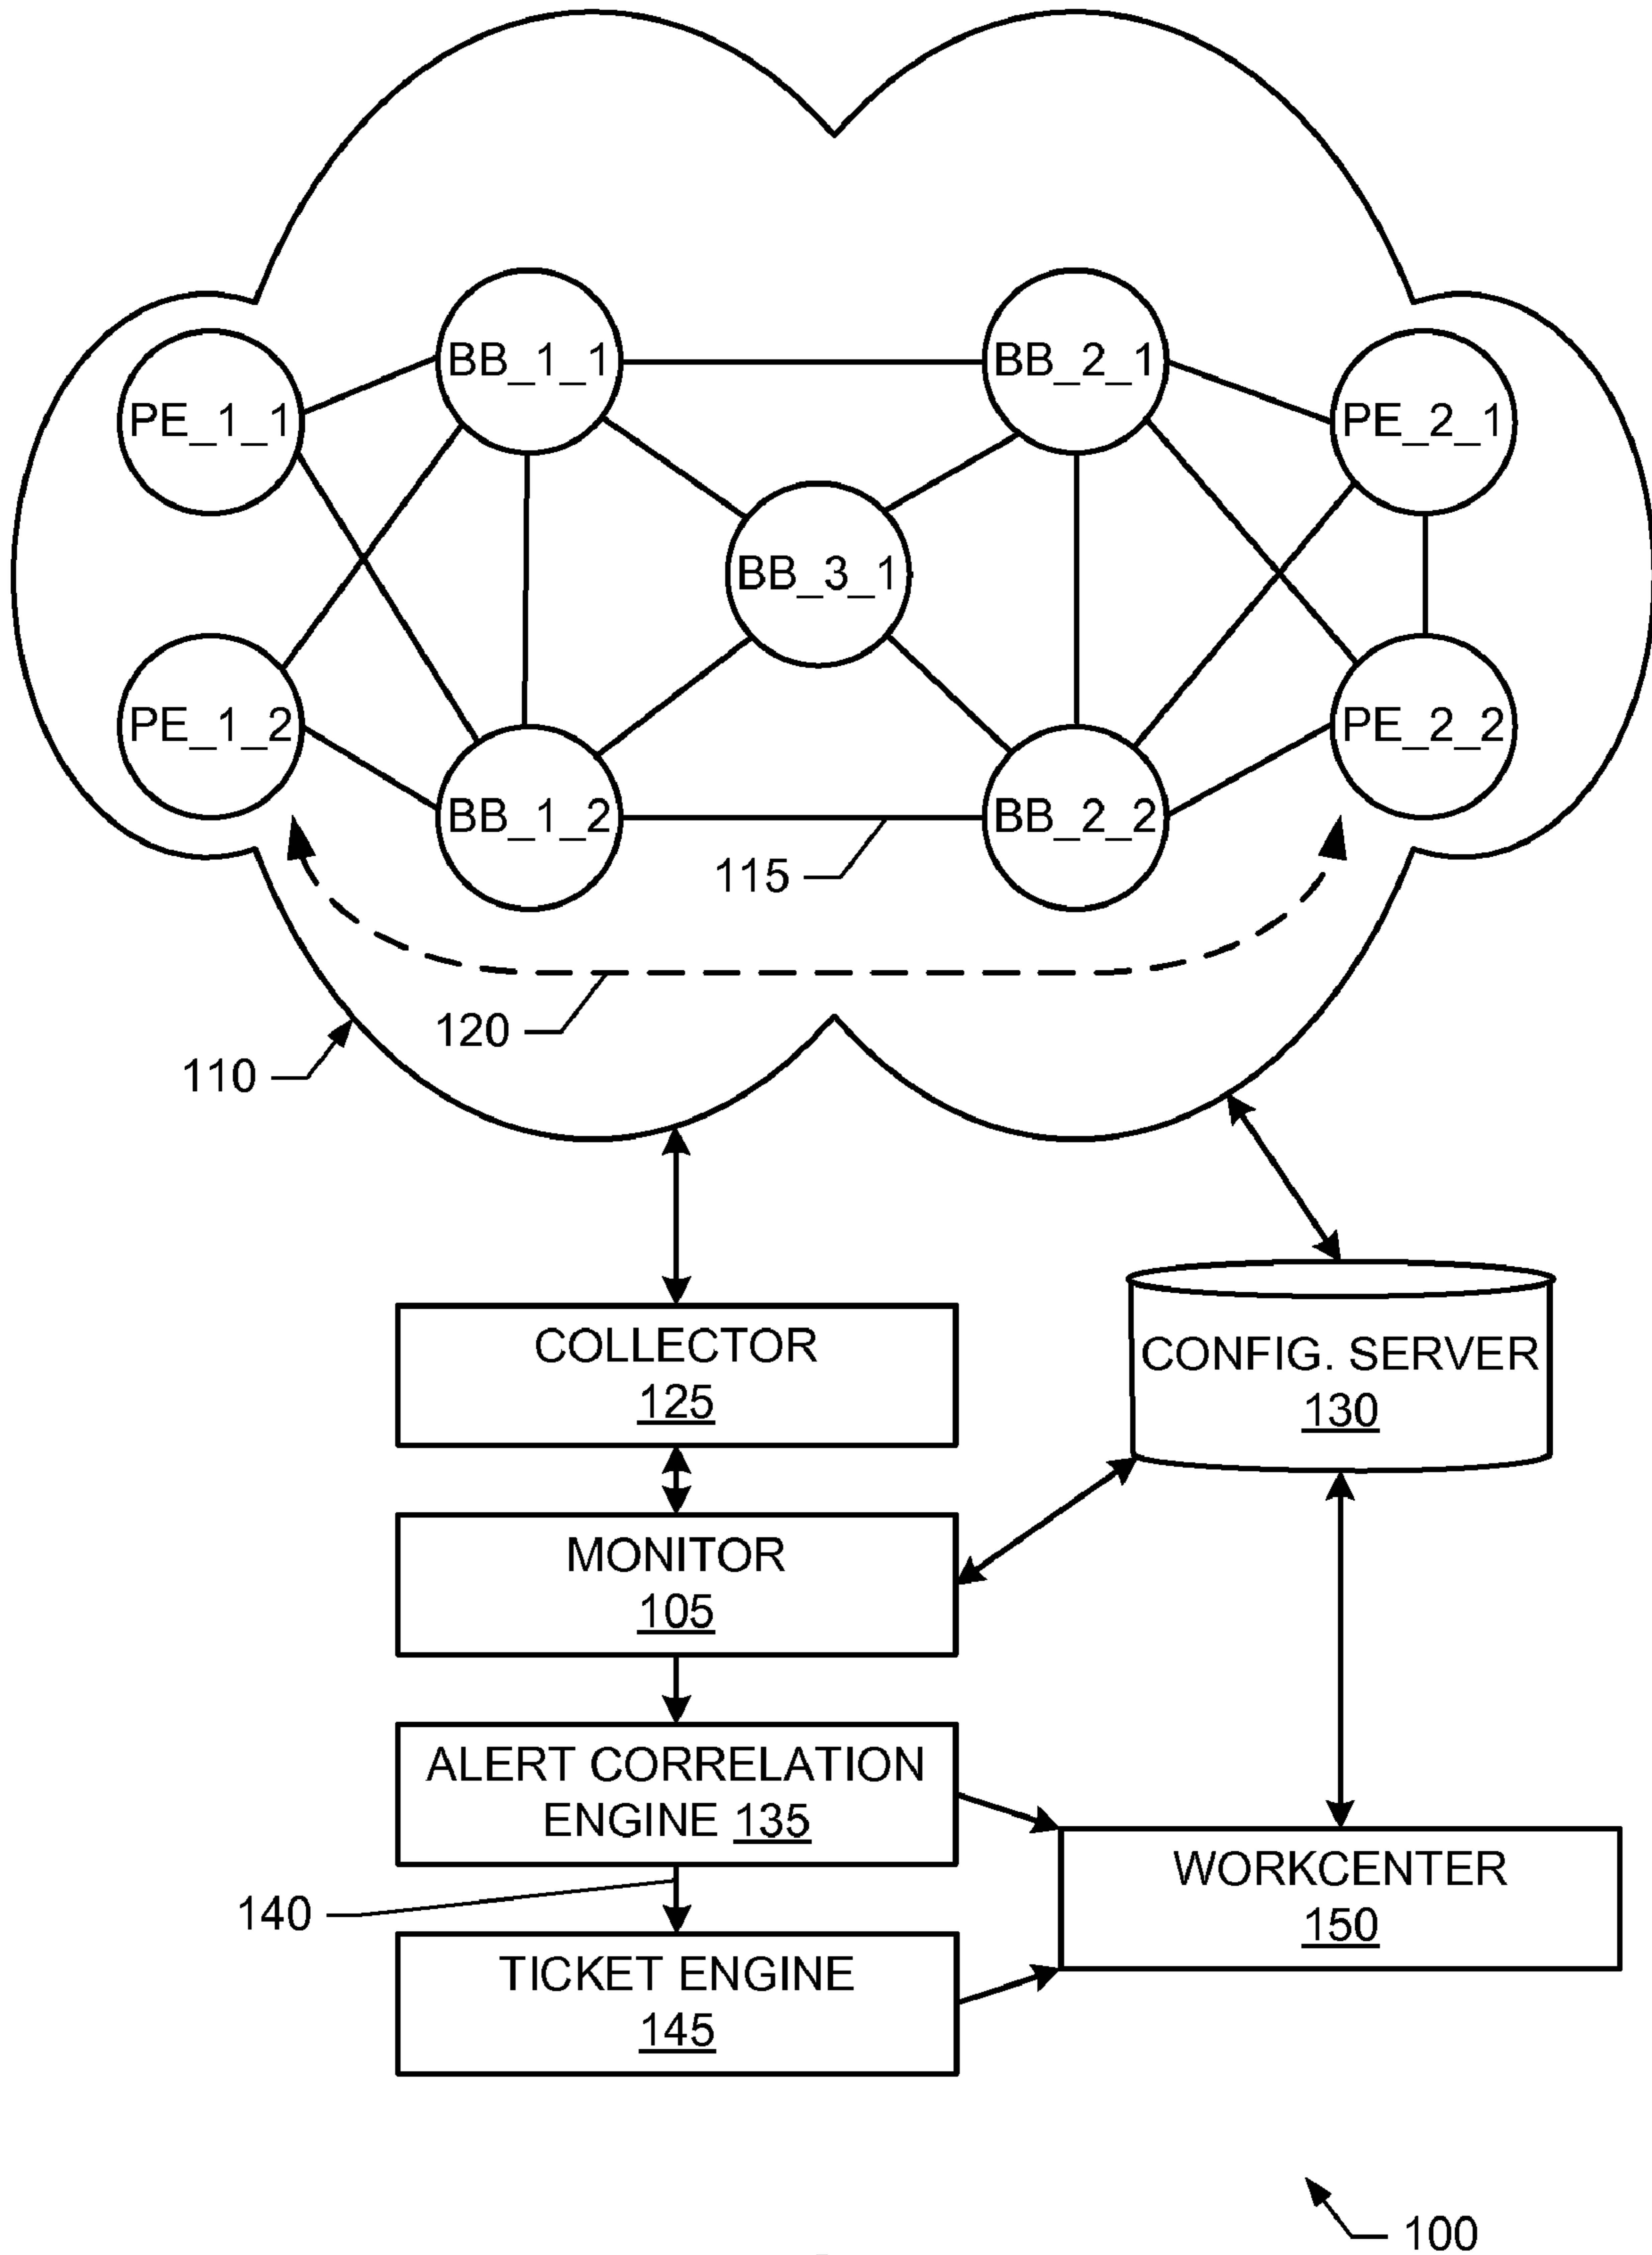 BB_1_1
BB_2_1
PE_1_1
PE_2_1
BB_3_1
PE_1_2
PE_2_2
BB_1_2
BB_2_2
115
120
110
COLLECTOR
125
CONFIG. SERVER
130
MONITOR
105
ALERT CORRELATION
ENGINE 135
140
WORKCENTER
150
TICKET ENGINE
145
100